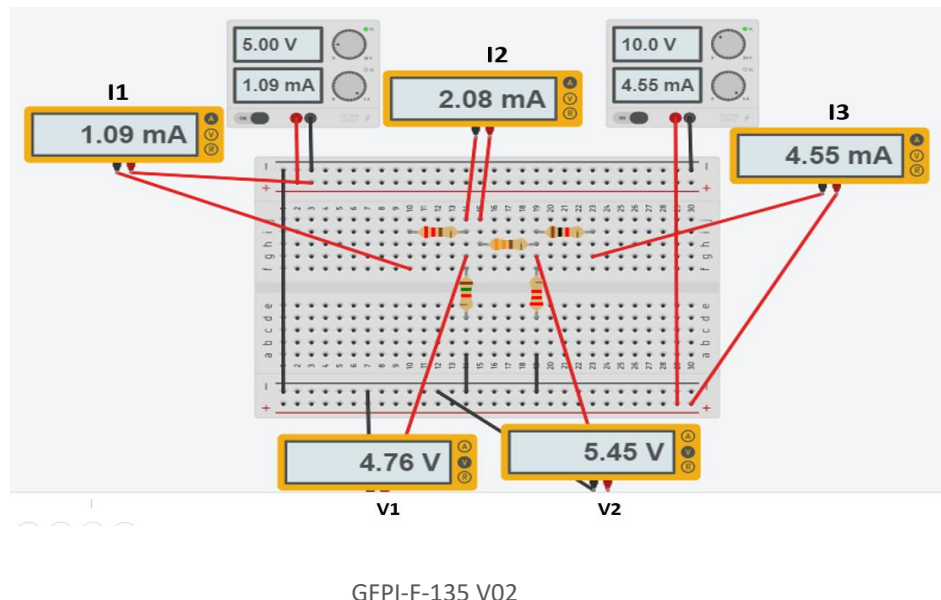 I1
1.09 mA
5.00 V
1.09 mA
I2
2.08 mA
10.0 V
4.55 mA
I3
4.55 mA
A
V
R
A
V
R
A
V
R
j
i
h
g
f
e
d
c
b
a
4.76 V
A
V
R
5.45 V
A
V
R
V1
V2
GFPI-F-135 V02